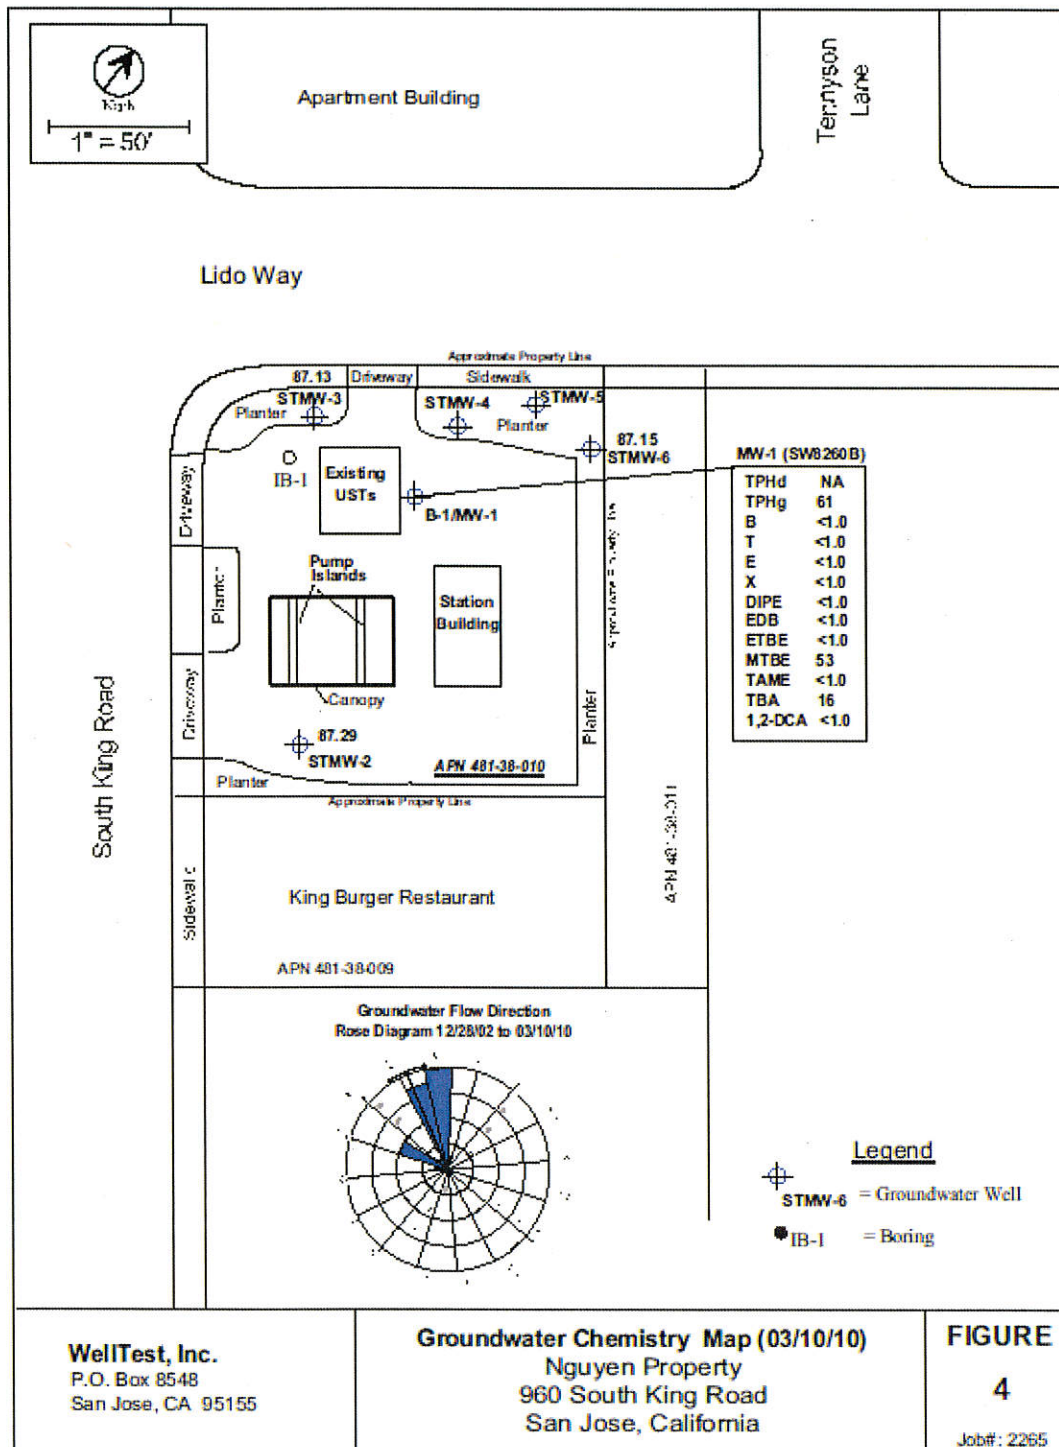 North
1" = 50'
Apartment Building
Tennyson
Lane
Lido Way
Approximate Property Line
87.13
Driveway
Sidewalk
STMW-3
Planter
STMW-4
STMW-5
Planter
87.15
STMW-6
IB-1
Existing
USTs
B-1/MW-1
Driveway
Approximate Property Line
MW-1 (SW8260B)
TPHd NA
TPHg 61
B <1.0
T <1.0
E <1.0
X <1.0
DIPE <1.0
EDB <1.0
ETBE <1.0
MTBE 53
TAME <1.0
TBA 16
1,2-DCA <1.0
Pump
Islands
Planter
Station
Building
Canopy
Driveway
Planter
87.29
STMW-2
APN 481-38-010
Planter
Approximate Property Line
South King Road
APN 481-38-011
Sidewalk
King Burger Restaurant
APN 481-38-009
Groundwater Flow Direction
Rose Diagram 12/28/02 to 03/10/10
Legend
STMW-6 = Groundwater Well
IB-1 = Boring
WellTest, Inc.
P.O. Box 8548
San Jose, CA 95155
Groundwater Chemistry Map (03/10/10)
Nguyen Property
960 South King Road
San Jose, California
FIGURE
4
Job#: 2265